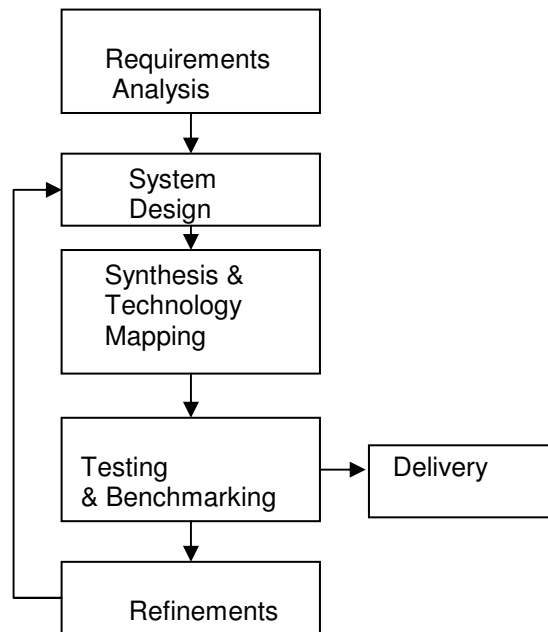 Requirements
Analysis
System
Design
Synthesis &
Technology
Mapping
Testing
& Benchmarking
Delivery
Refinements